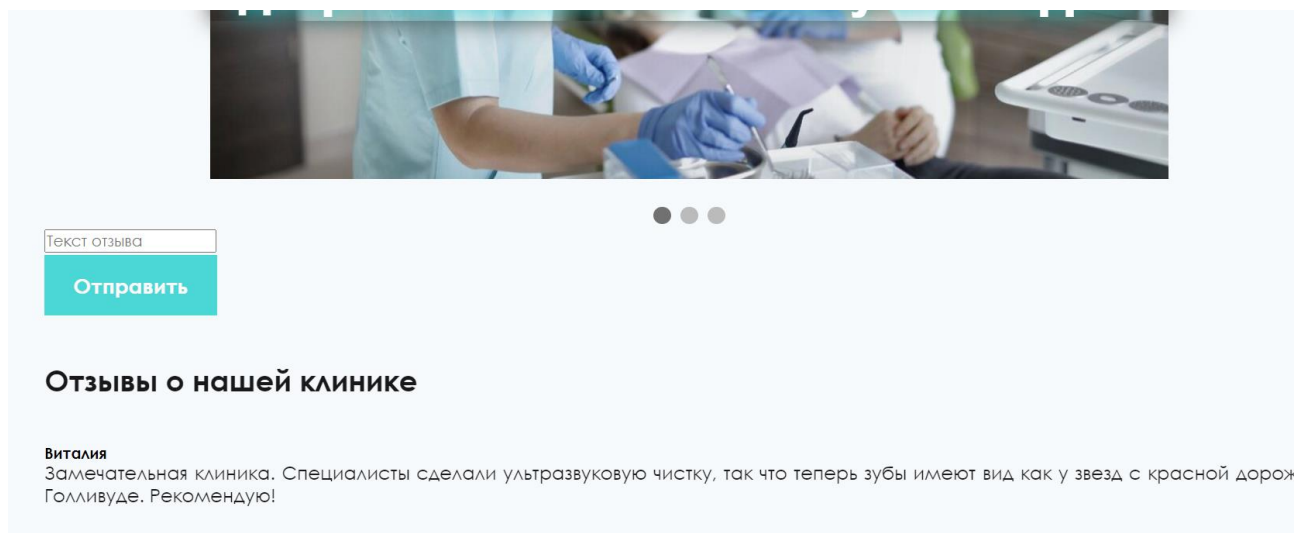 Текст отзыва
Отправить
Отзывы о нашей клинике
Виталия
Замечательная клиника. Специалисты сделали ультразвуковую чистку, так что теперь зубы имеют вид как у звезд с красной дорож
Голливуде. Рекомендую!